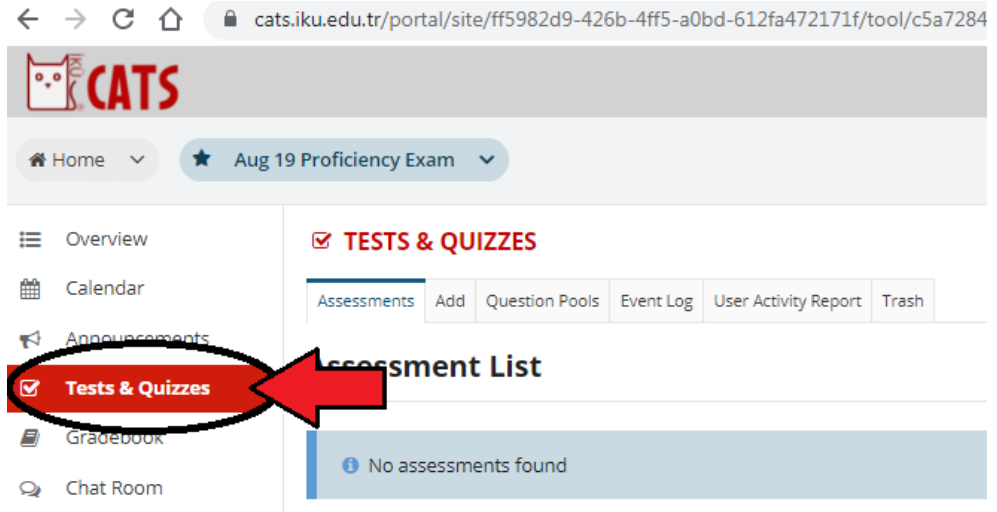 cats.iku.edu.tr/portal/site/ff5982d9-426b-4ff5-a0bd-612fa472171f/tool/c5a7284
IKU CATS
Home
Aug 19 Proficiency Exam
Overview
Calendar
Announcements
Tests & Quizzes
Gradebook
Chat Room
TESTS & QUIZZES
Assessments Add Question Pools Event Log User Activity Report Trash
Assessment List
No assessments found